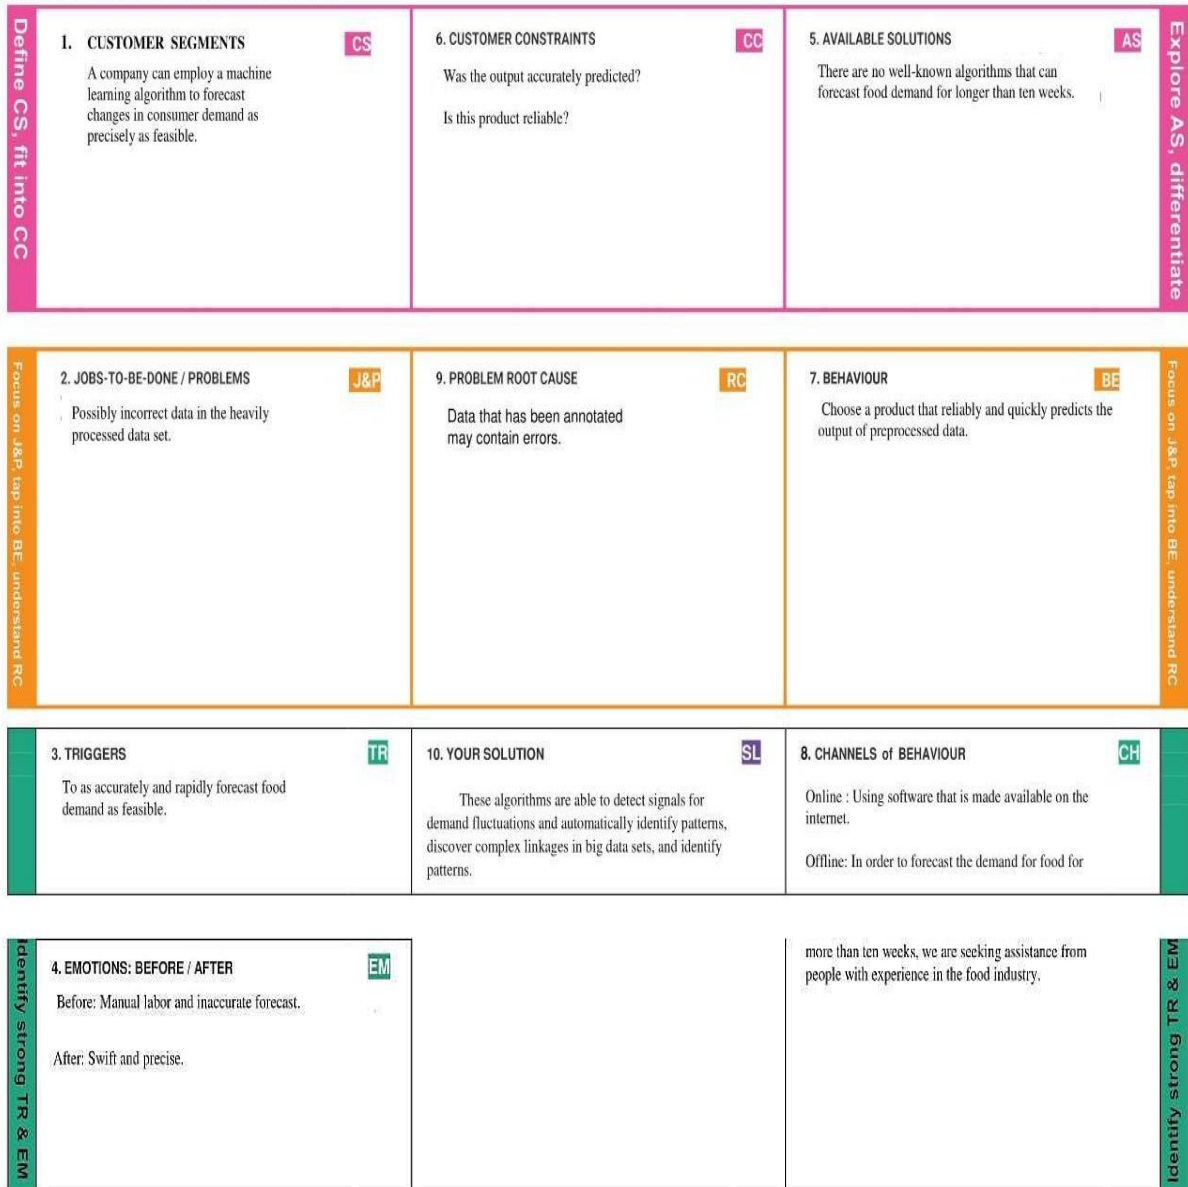 Define CS, fit into CC
1. CUSTOMER SEGMENTS
CS
A company can employ a machine
learning algorithm to forecast
changes in consumer demand as
precisely as feasible.
6. CUSTOMER CONSTRAINTS
CC
Was the output accurately predicted?
Is this product reliable?
5. AVAILABLE SOLUTIONS
AS
There are no well-known algorithms that can
forecast food demand for longer than ten weeks.
Explore AS, differentiate
Focus on J&P, tap into BE, understand RC
2. JOBS-TO-BE-DONE / PROBLEMS
J&P
Possibly incorrect data in the heavily
processed data set.
9. PROBLEM ROOT CAUSE
RC
Data that has been annotated
may contain errors.
7. BEHAVIOUR
BE
Choose a product that reliably and quickly predicts the
output of preprocessed data.
Focus on J&P, tap into BE, understand RC
3. TRIGGERS
TR
To as accurately and rapidly forecast food
demand as feasible.
10. YOUR SOLUTION
SL
These algorithms are able to detect signals for
demand fluctuations and automatically identify patterns,
discover complex linkages in big data sets, and identify
patterns.
8. CHANNELS of BEHAVIOUR
CH
Online : Using software that is made available on the
internet.
Offline: In order to forecast the demand for food for
Identify strong TR & EM
4. EMOTIONS: BEFORE / AFTER
EM
Before: Manual labor and inaccurate forecast.
After: Swift and precise.
more than ten weeks, we are seeking assistance from
people with experience in the food industry.
Identify strong TR & EM